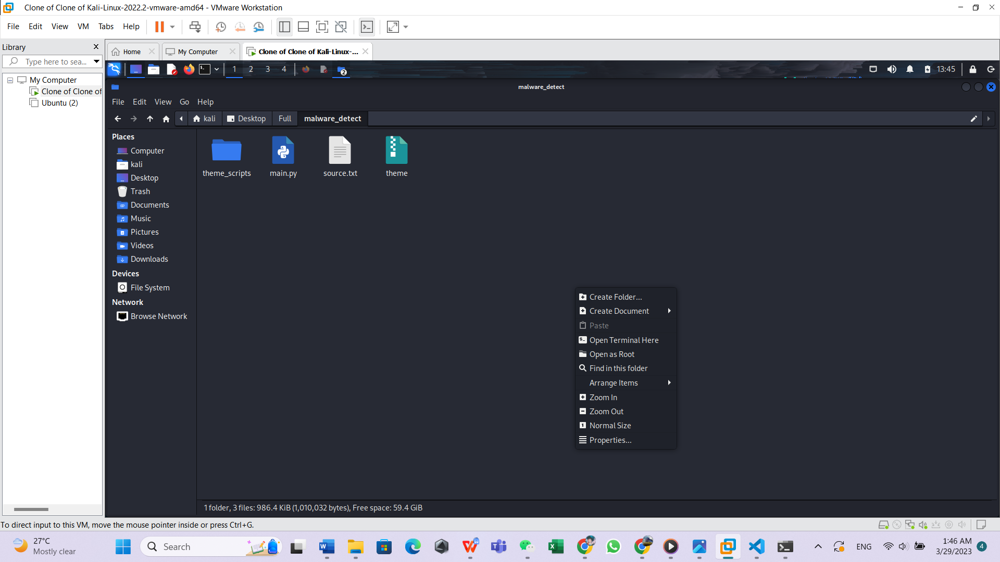 Clone of Clone of Kali-Linux-2022.2-vmware-amd64 - VMware Workstation
File Edit View VM Tabs Help
Library
Type here to sea...
Home
My Computer
Clone of Clone of Kali-Linux-...
My Computer
Clone of Clone of
Ubuntu (2)
1 2 3 4
2
13:45
malware_detect
File Edit View Go Help
kali
Desktop
Full
malware_detect
Places
Computer
kali
Desktop
Trash
Documents
Music
Pictures
Videos
Downloads
Devices
File System
Network
Browse Network
theme_scripts
main.py
source.txt
theme
Create Folder...
Create Document
Paste
Open Terminal Here
Open as Root
Find in this folder
Arrange Items
Zoom In
Zoom Out
Normal Size
Properties...
1 folder, 3 files: 986.4 KiB (1,010,032 bytes), Free space: 59.4 GiB
To direct input to this VM, move the mouse pointer inside or press Ctrl+G.
27°C
Mostly clear
Search
ENG
1:46 AM
3/29/2023
4